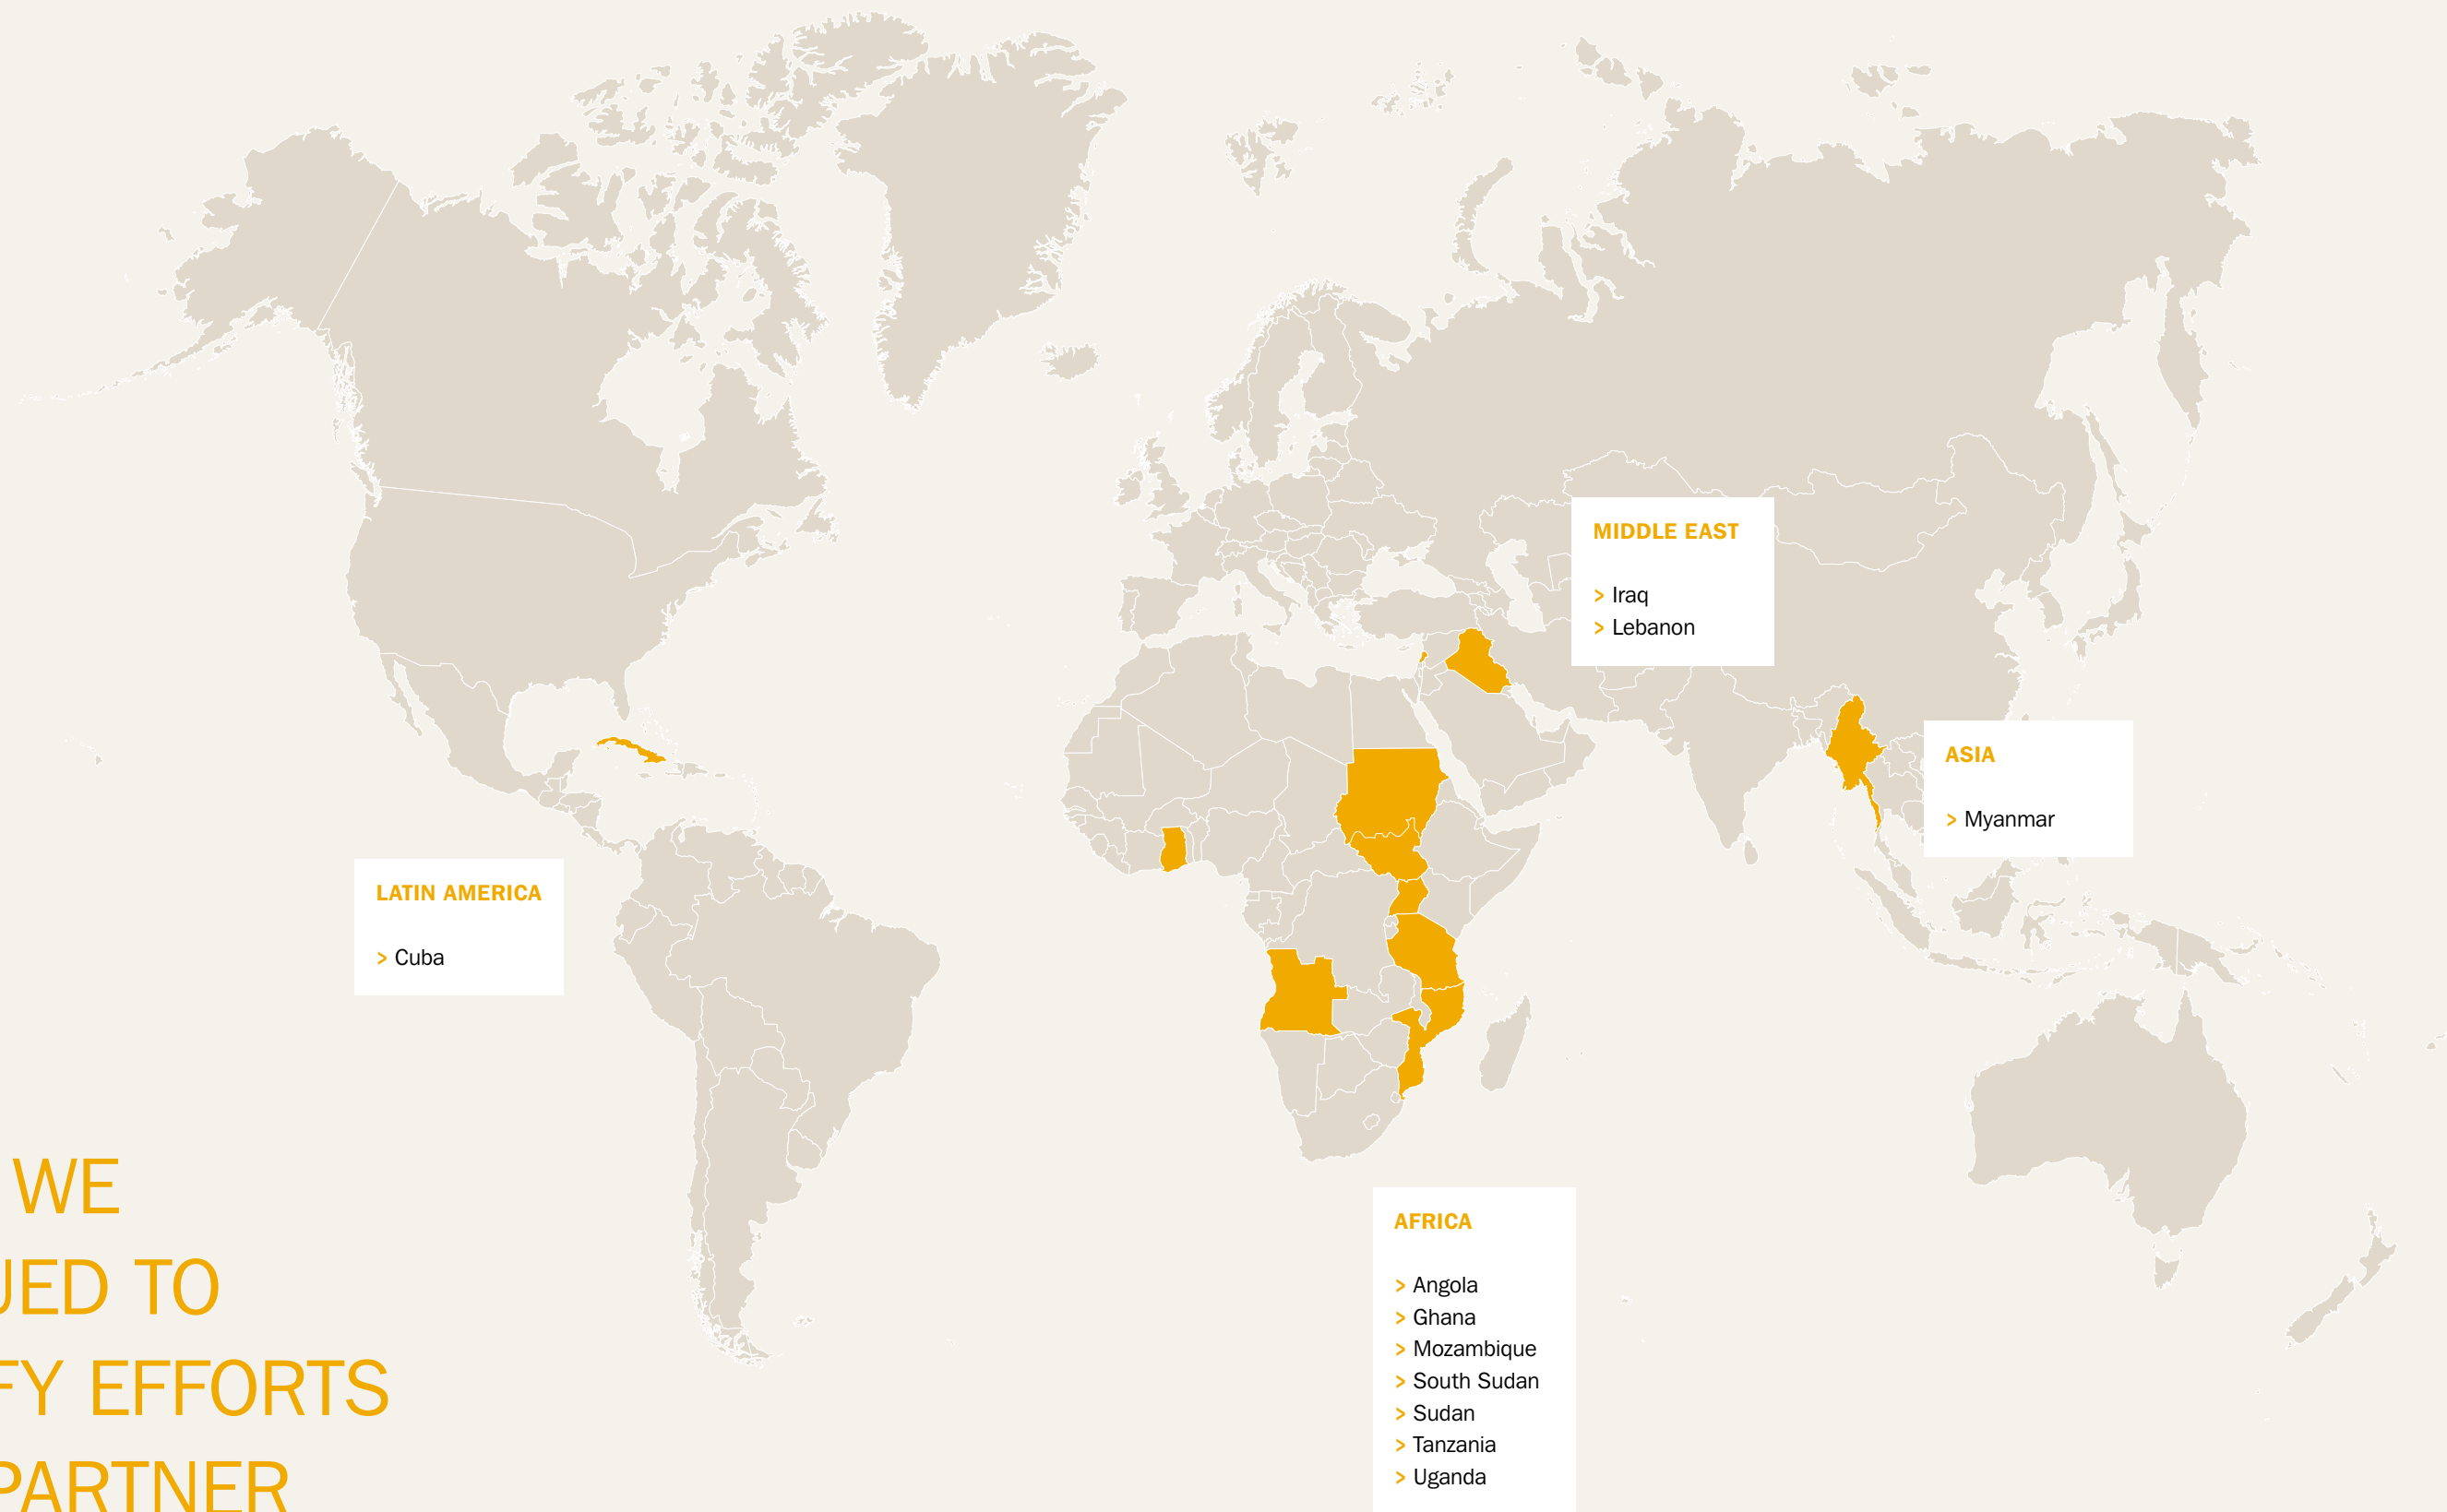 MIDDLE EAST
> Iraq
> Lebanon
ASIA
> Myanmar
LATIN AMERICA
> Cuba
WE
UED TO
FY EFFORTS
PARTNER
AFRICA
> Angola
> Ghana
> Mozambique
> South Sudan
> Sudan
> Tanzania
> Uganda